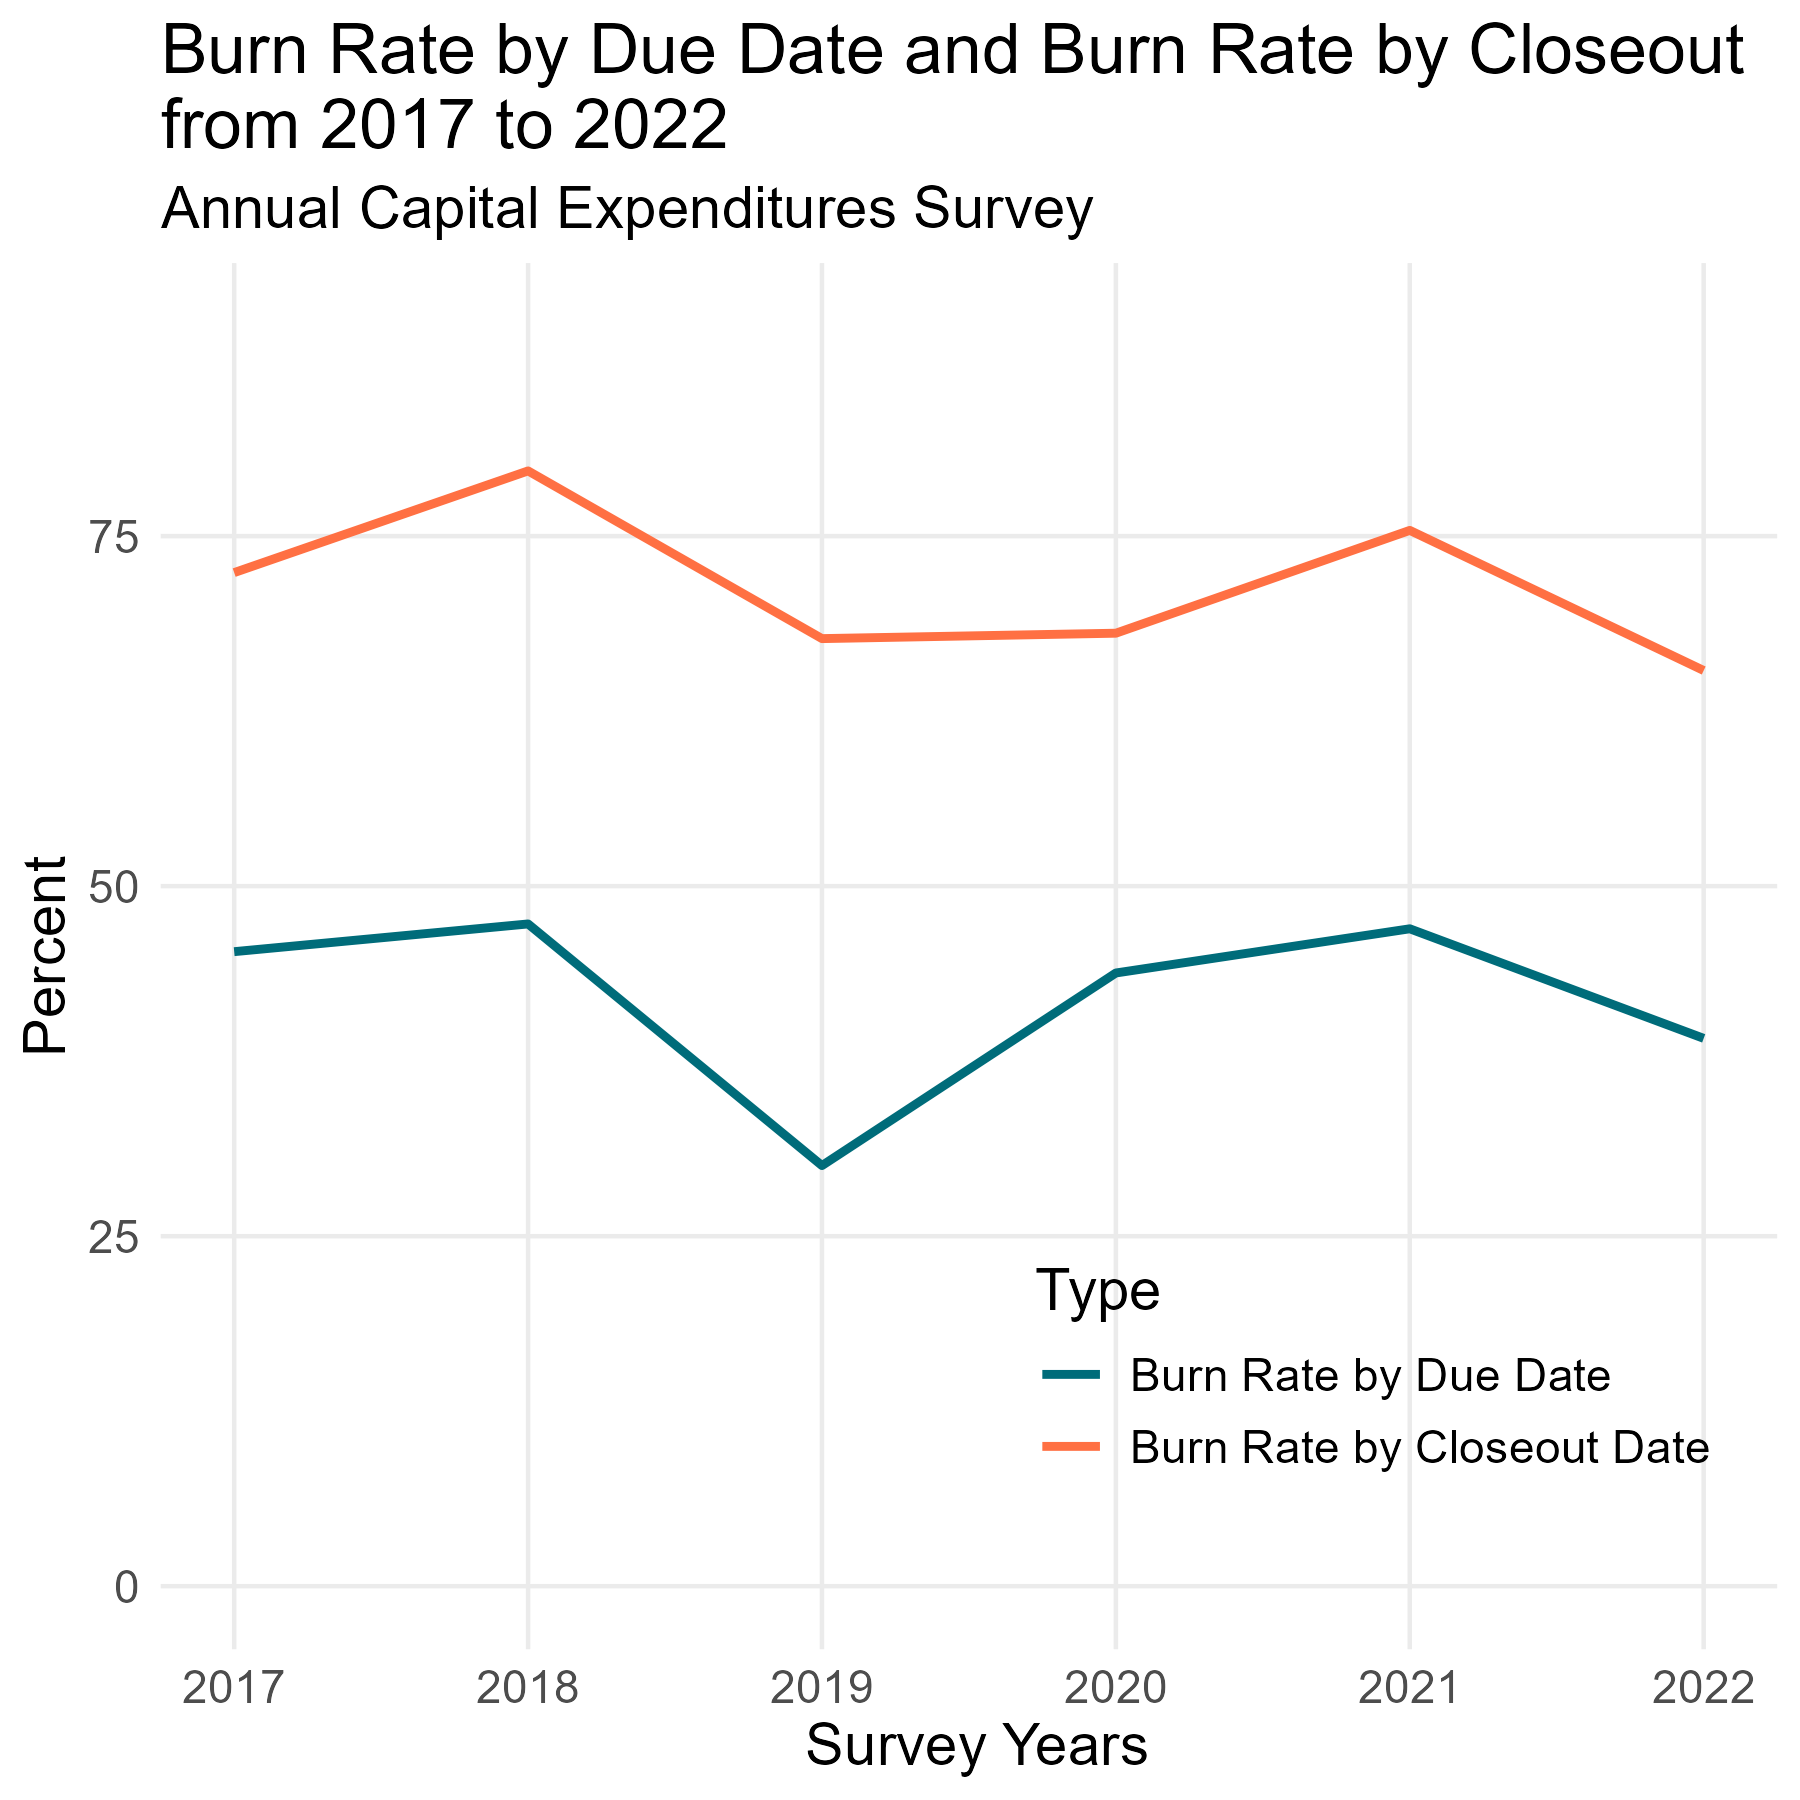 Burn Rate by Due Date and Burn Rate by Closeout
from 2017 to 2022
Annual Capital Expenditures Survey
Percent
75
50
25
0
Type
Burn Rate by Due Date
Burn Rate by Closeout Date
2017 2018 2019 2020 2021 2022
Survey Years